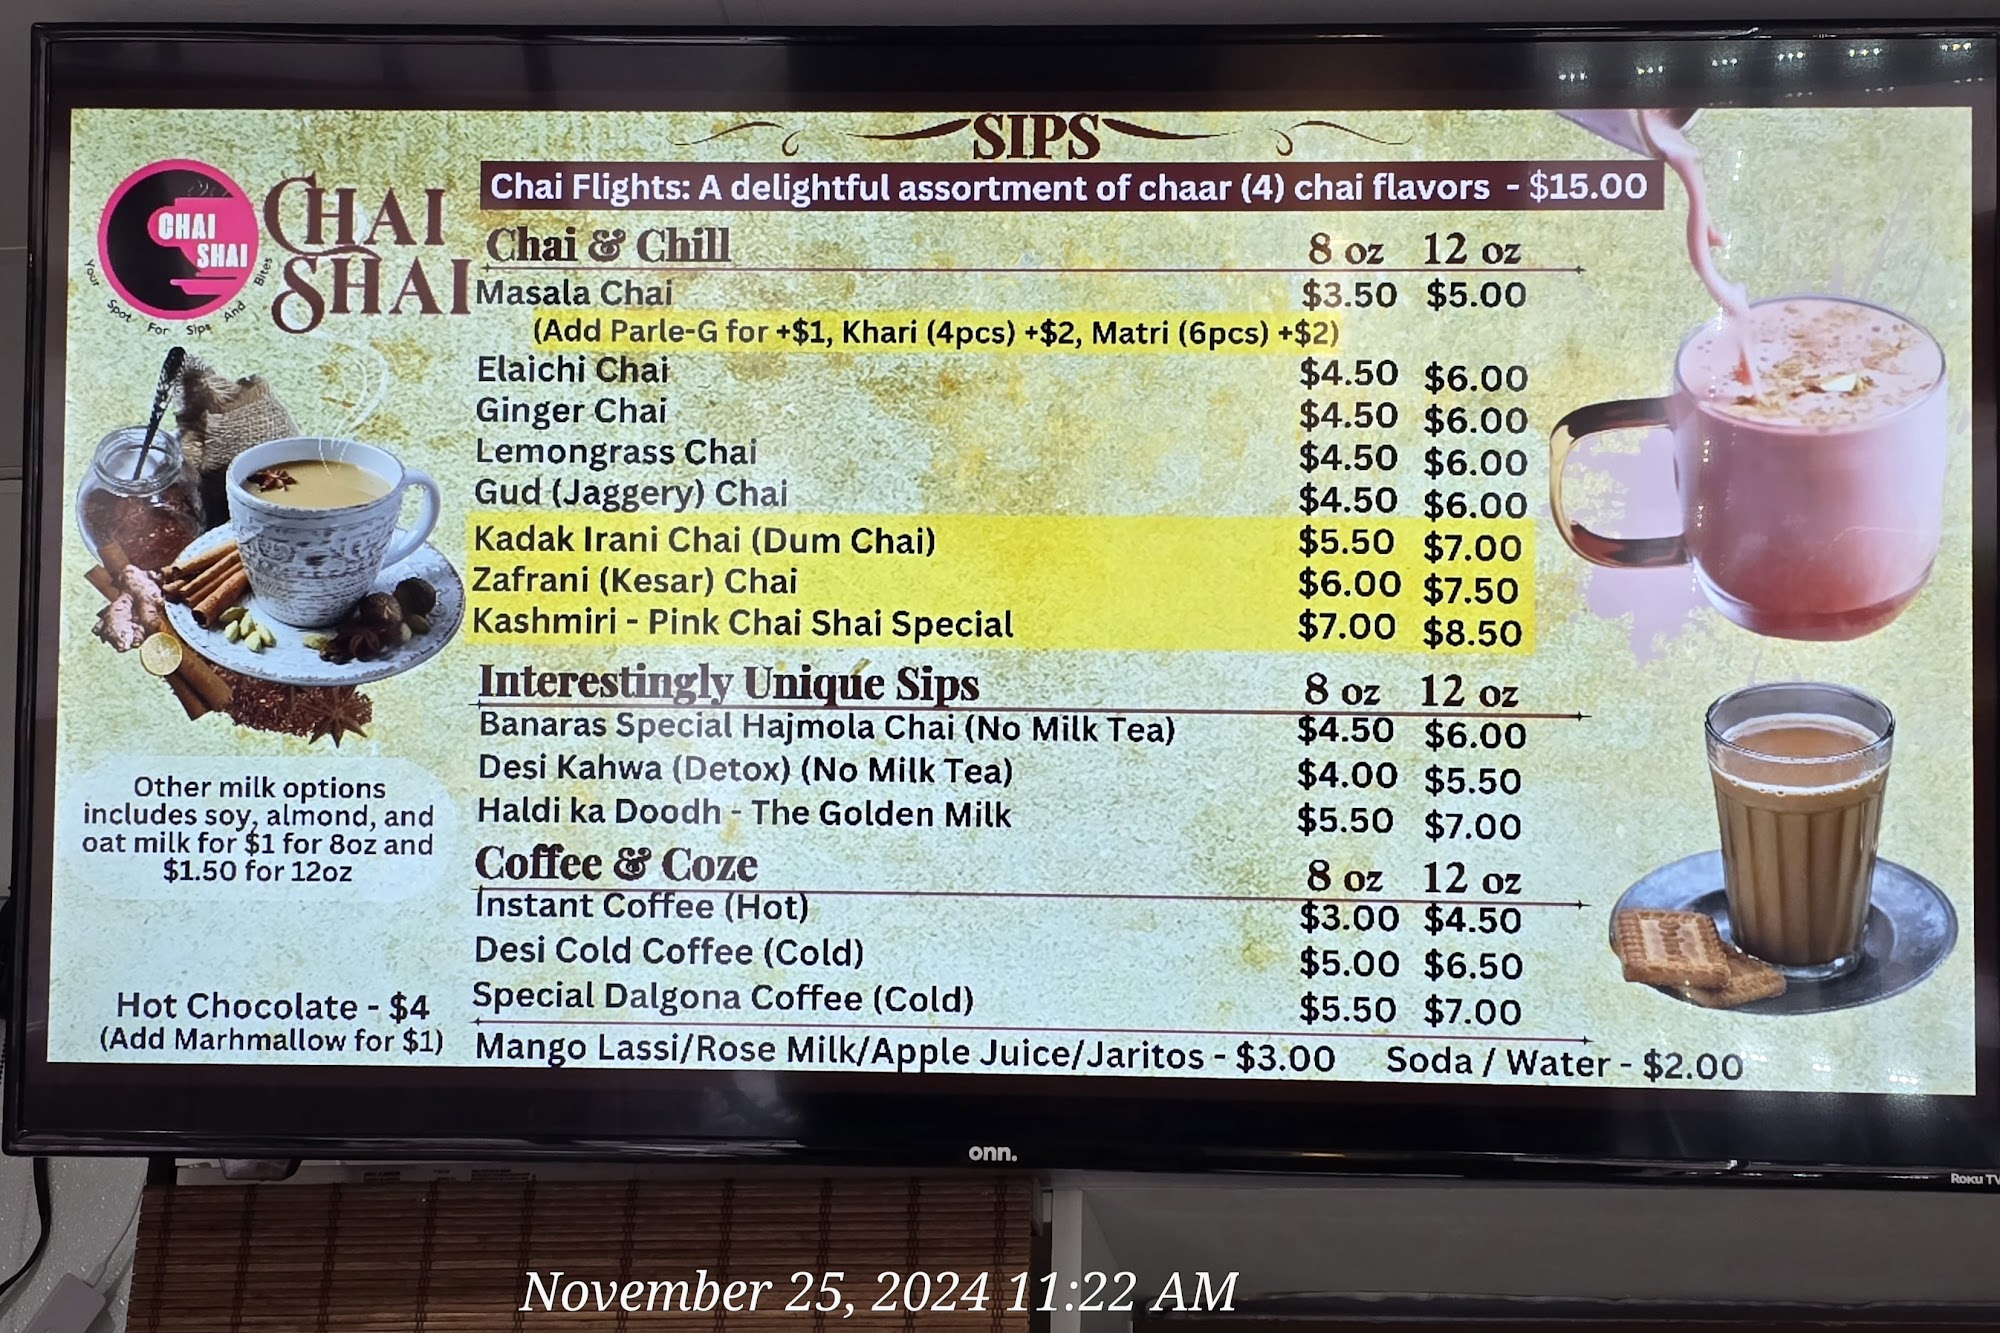 SIPS
Chai Flights: A delightful assortment of chaar (4) chai flavors - $15.00
CHAI
SHAI
Your Spot For Sips And Bites
CHAI
SHAI
Chai & Chill 8 oz 12 oz
Masala Chai $3.50 $5.00
(Add Parle-G for +$1, Khari (4pcs) +$2, Matri (6pcs) +$2)
Elaichi Chai $4.50 $6.00
Ginger Chai $4.50 $6.00
Lemongrass Chai $4.50 $6.00
Gud (Jaggery) Chai $4.50 $6.00
Kadak Irani Chai (Dum Chai) $5.50 $7.00
Zafrani (Kesar) Chai $6.00 $7.50
Kashmiri - Pink Chai Shai Special $7.00 $8.50
Interestingly Unique Sips 8 oz 12 oz
Banaras Special Hajmola Chai (No Milk Tea) $4.50 $6.00
Desi Kahwa (Detox) (No Milk Tea) $4.00 $5.50
Haldi ka Doodh - The Golden Milk $5.50 $7.00
Coffee & Coze 8 oz 12 oz
Instant Coffee (Hot) $3.00 $4.50
Desi Cold Coffee (Cold) $5.00 $6.50
Special Dalgona Coffee (Cold) $5.50 $7.00
Mango Lassi/Rose Milk/Apple Juice/Jaritos - $3.00 Soda / Water - $2.00
Other milk options
includes soy, almond, and
oat milk for $1 for 8oz and
$1.50 for 12oz
Hot Chocolate - $4
(Add Marhmallow for $1)
onn.
Roku TV
November 25, 2024 11:22 AM